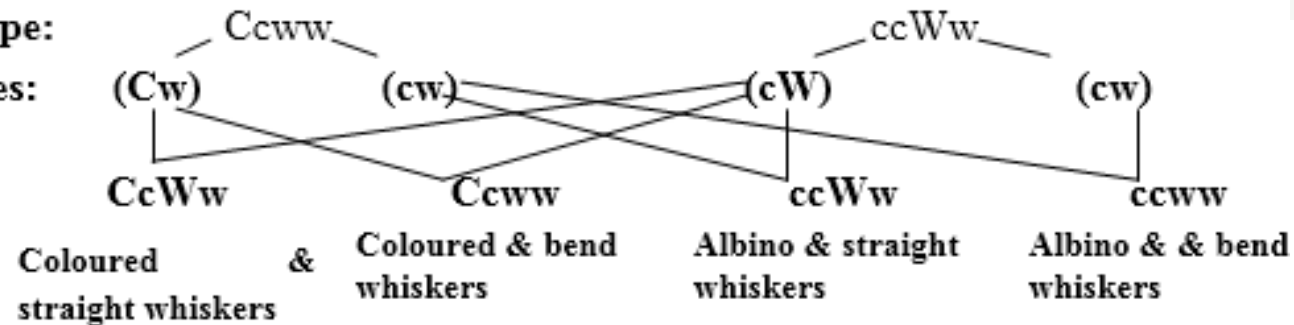 pe: Ccww ccWw
es: (Cw) (cw) (cW) (cw)
CcWw Ccww ccWw ccww
Coloured & straight whiskers
Coloured & bend whiskers
Albino & straight whiskers
Albino & & bend whiskers